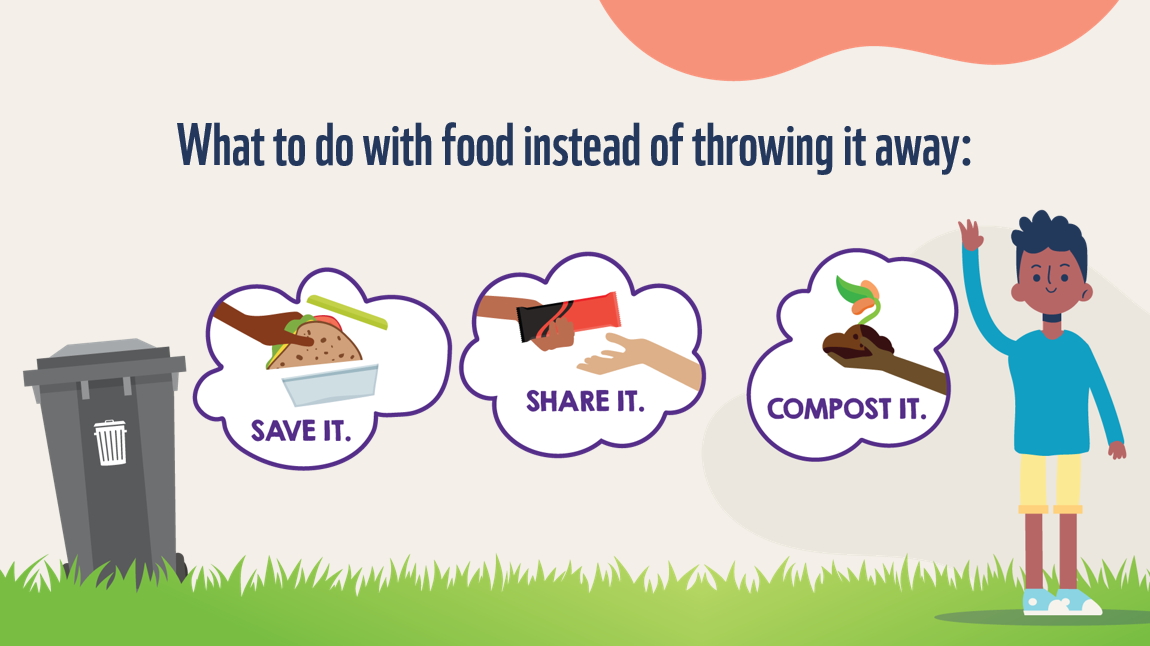 What to do with food instead of throwing it away:
SAVE IT.
SHARE IT.
COMPOST IT.